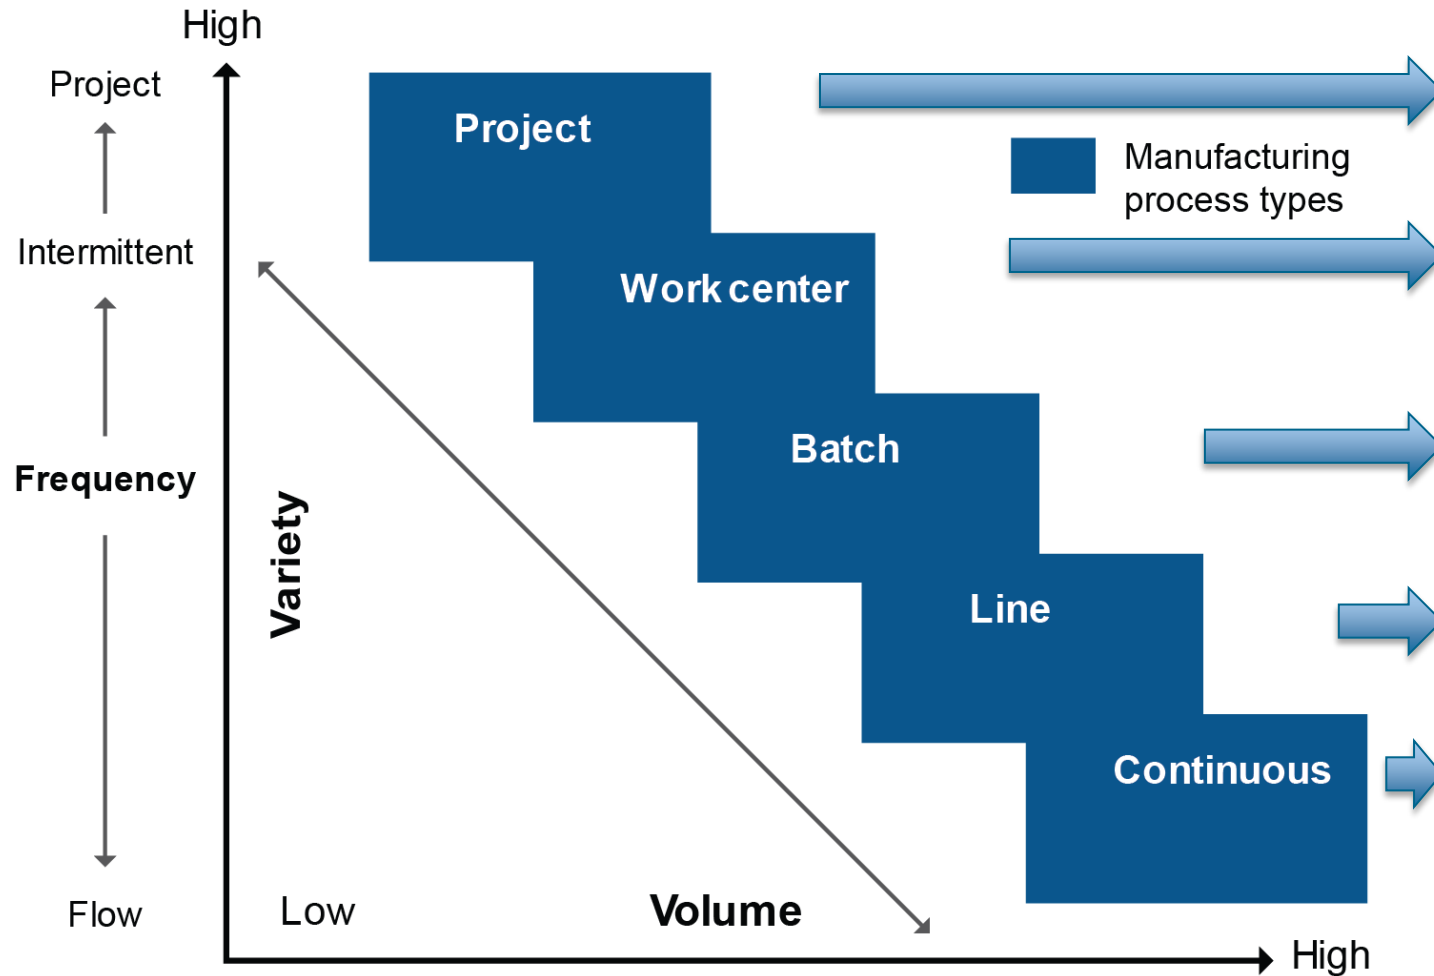 High
Project
Project
Manufacturing
process types
Intermittent
Work center
Batch
Frequency
Variety
Line
Continuous
Flow
Low
Volume
High